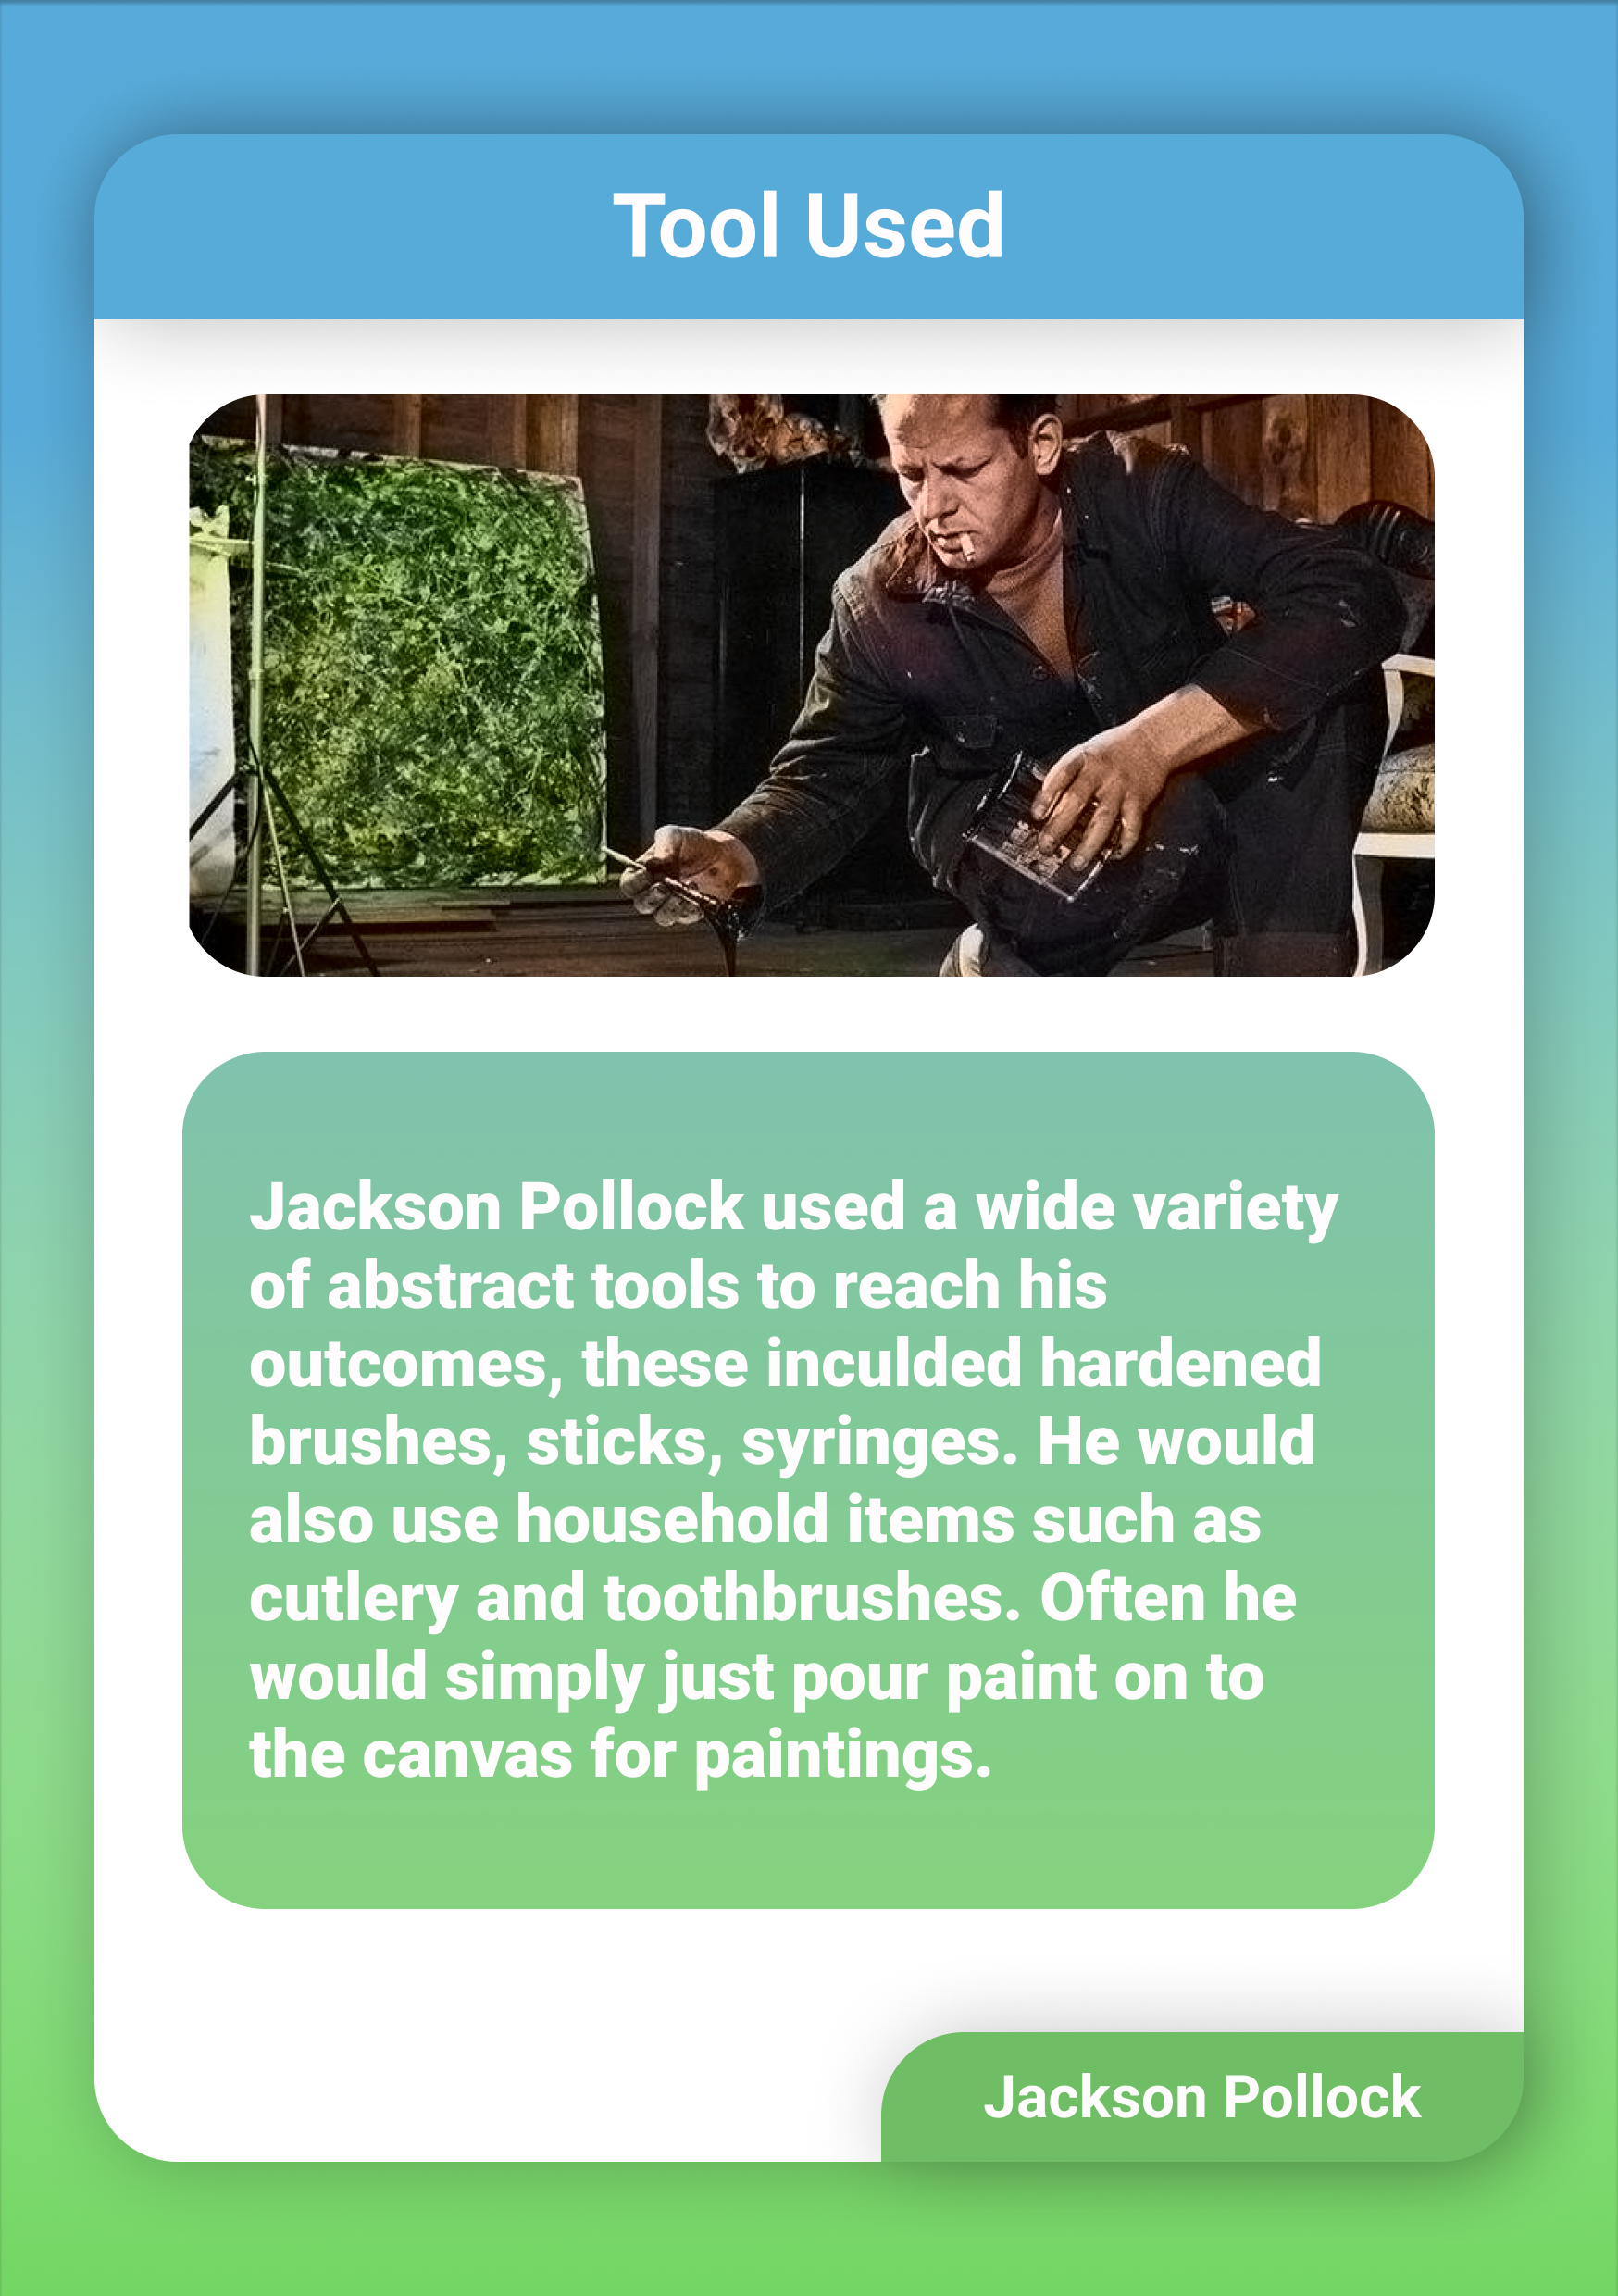 Tool Used
Jackson Pollock used a wide variety
of abstract tools to reach his
outcomes, these inculded hardened
brushes, sticks, syringes. He would
also use household items such as
cutlery and toothbrushes. Often he
would simply just pour paint on to
the canvas for paintings.
Jackson Pollock